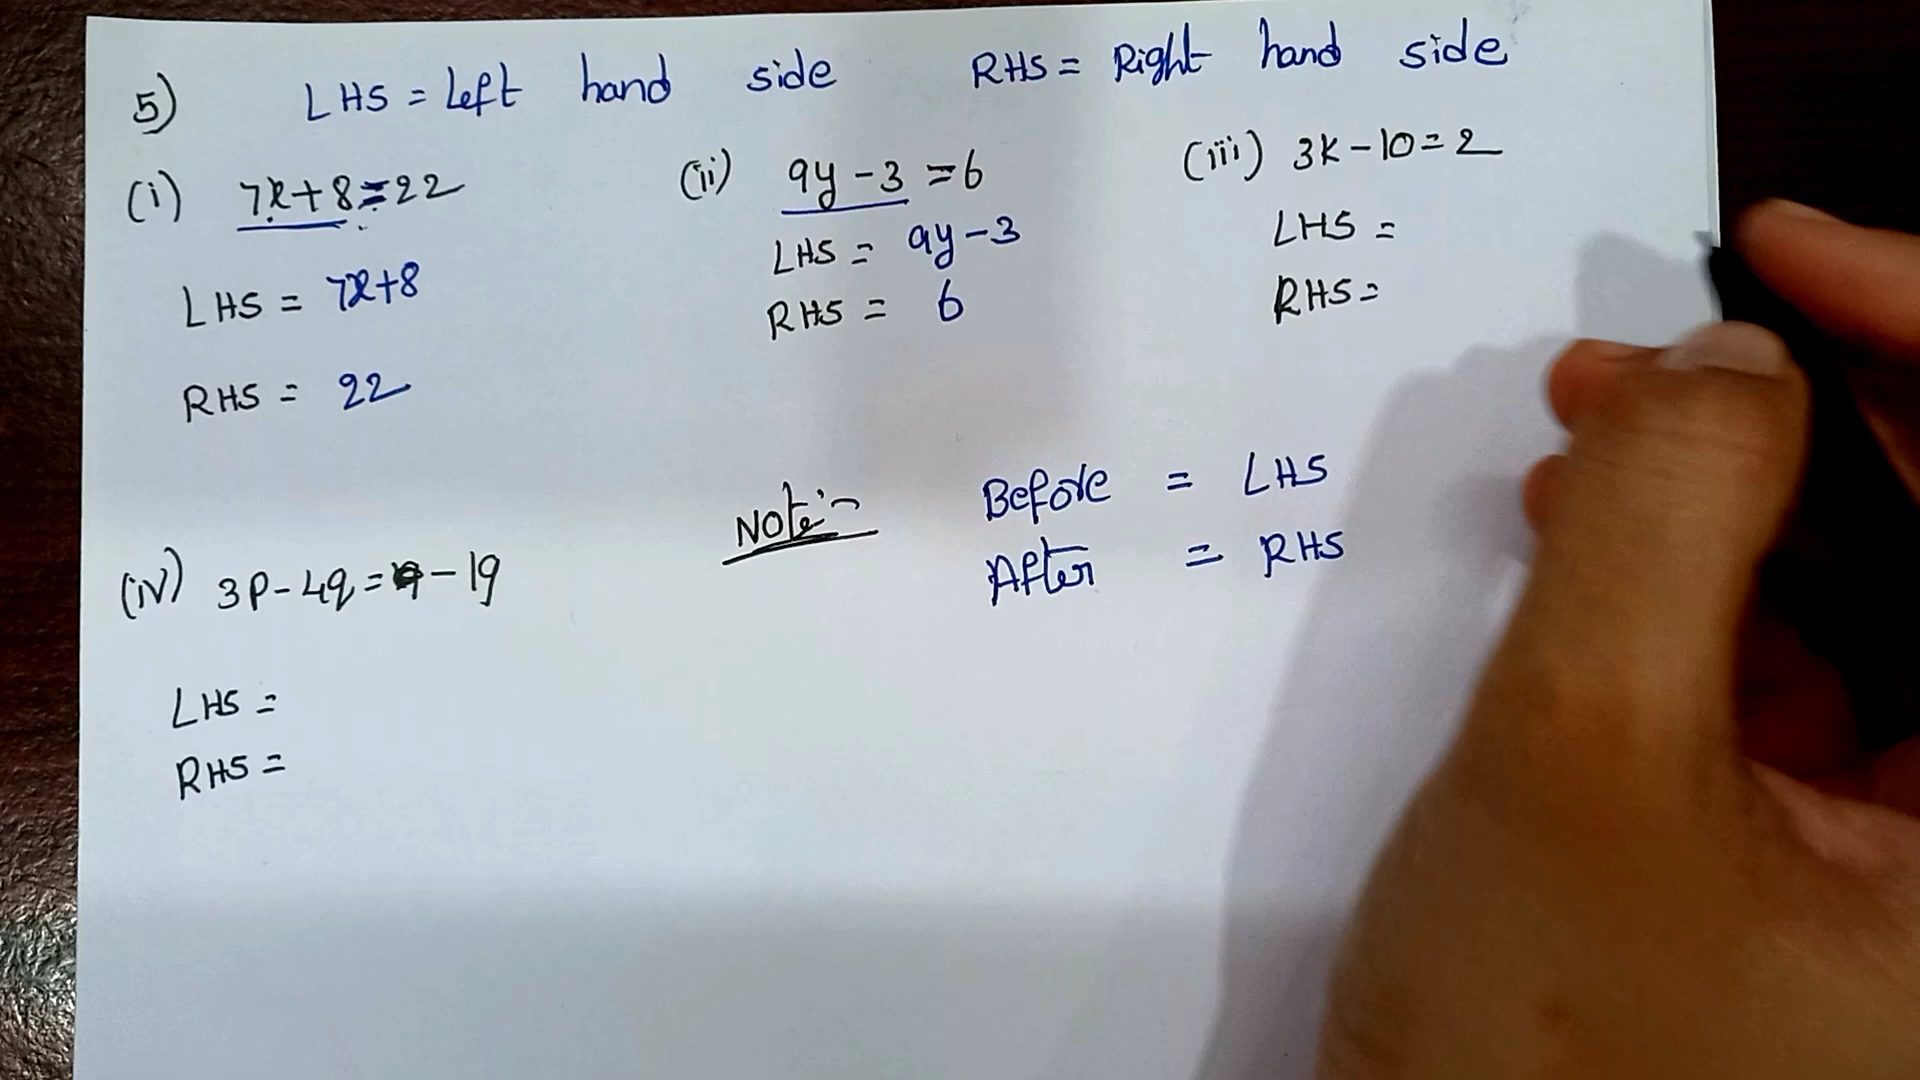 5) LHS = Left hand side RHS = Right hand side
(i) 7x+8=22
LHS = 7x+8
RHS = 22
(ii) 9y-3=6
LHS = 9y-3
RHS = 6
(iii) 3k-10=2
LHS =
RHS =
Note:-
Before = LHS
After = RHS
(iv) 3p-4q= -19
LHS =
RHS =